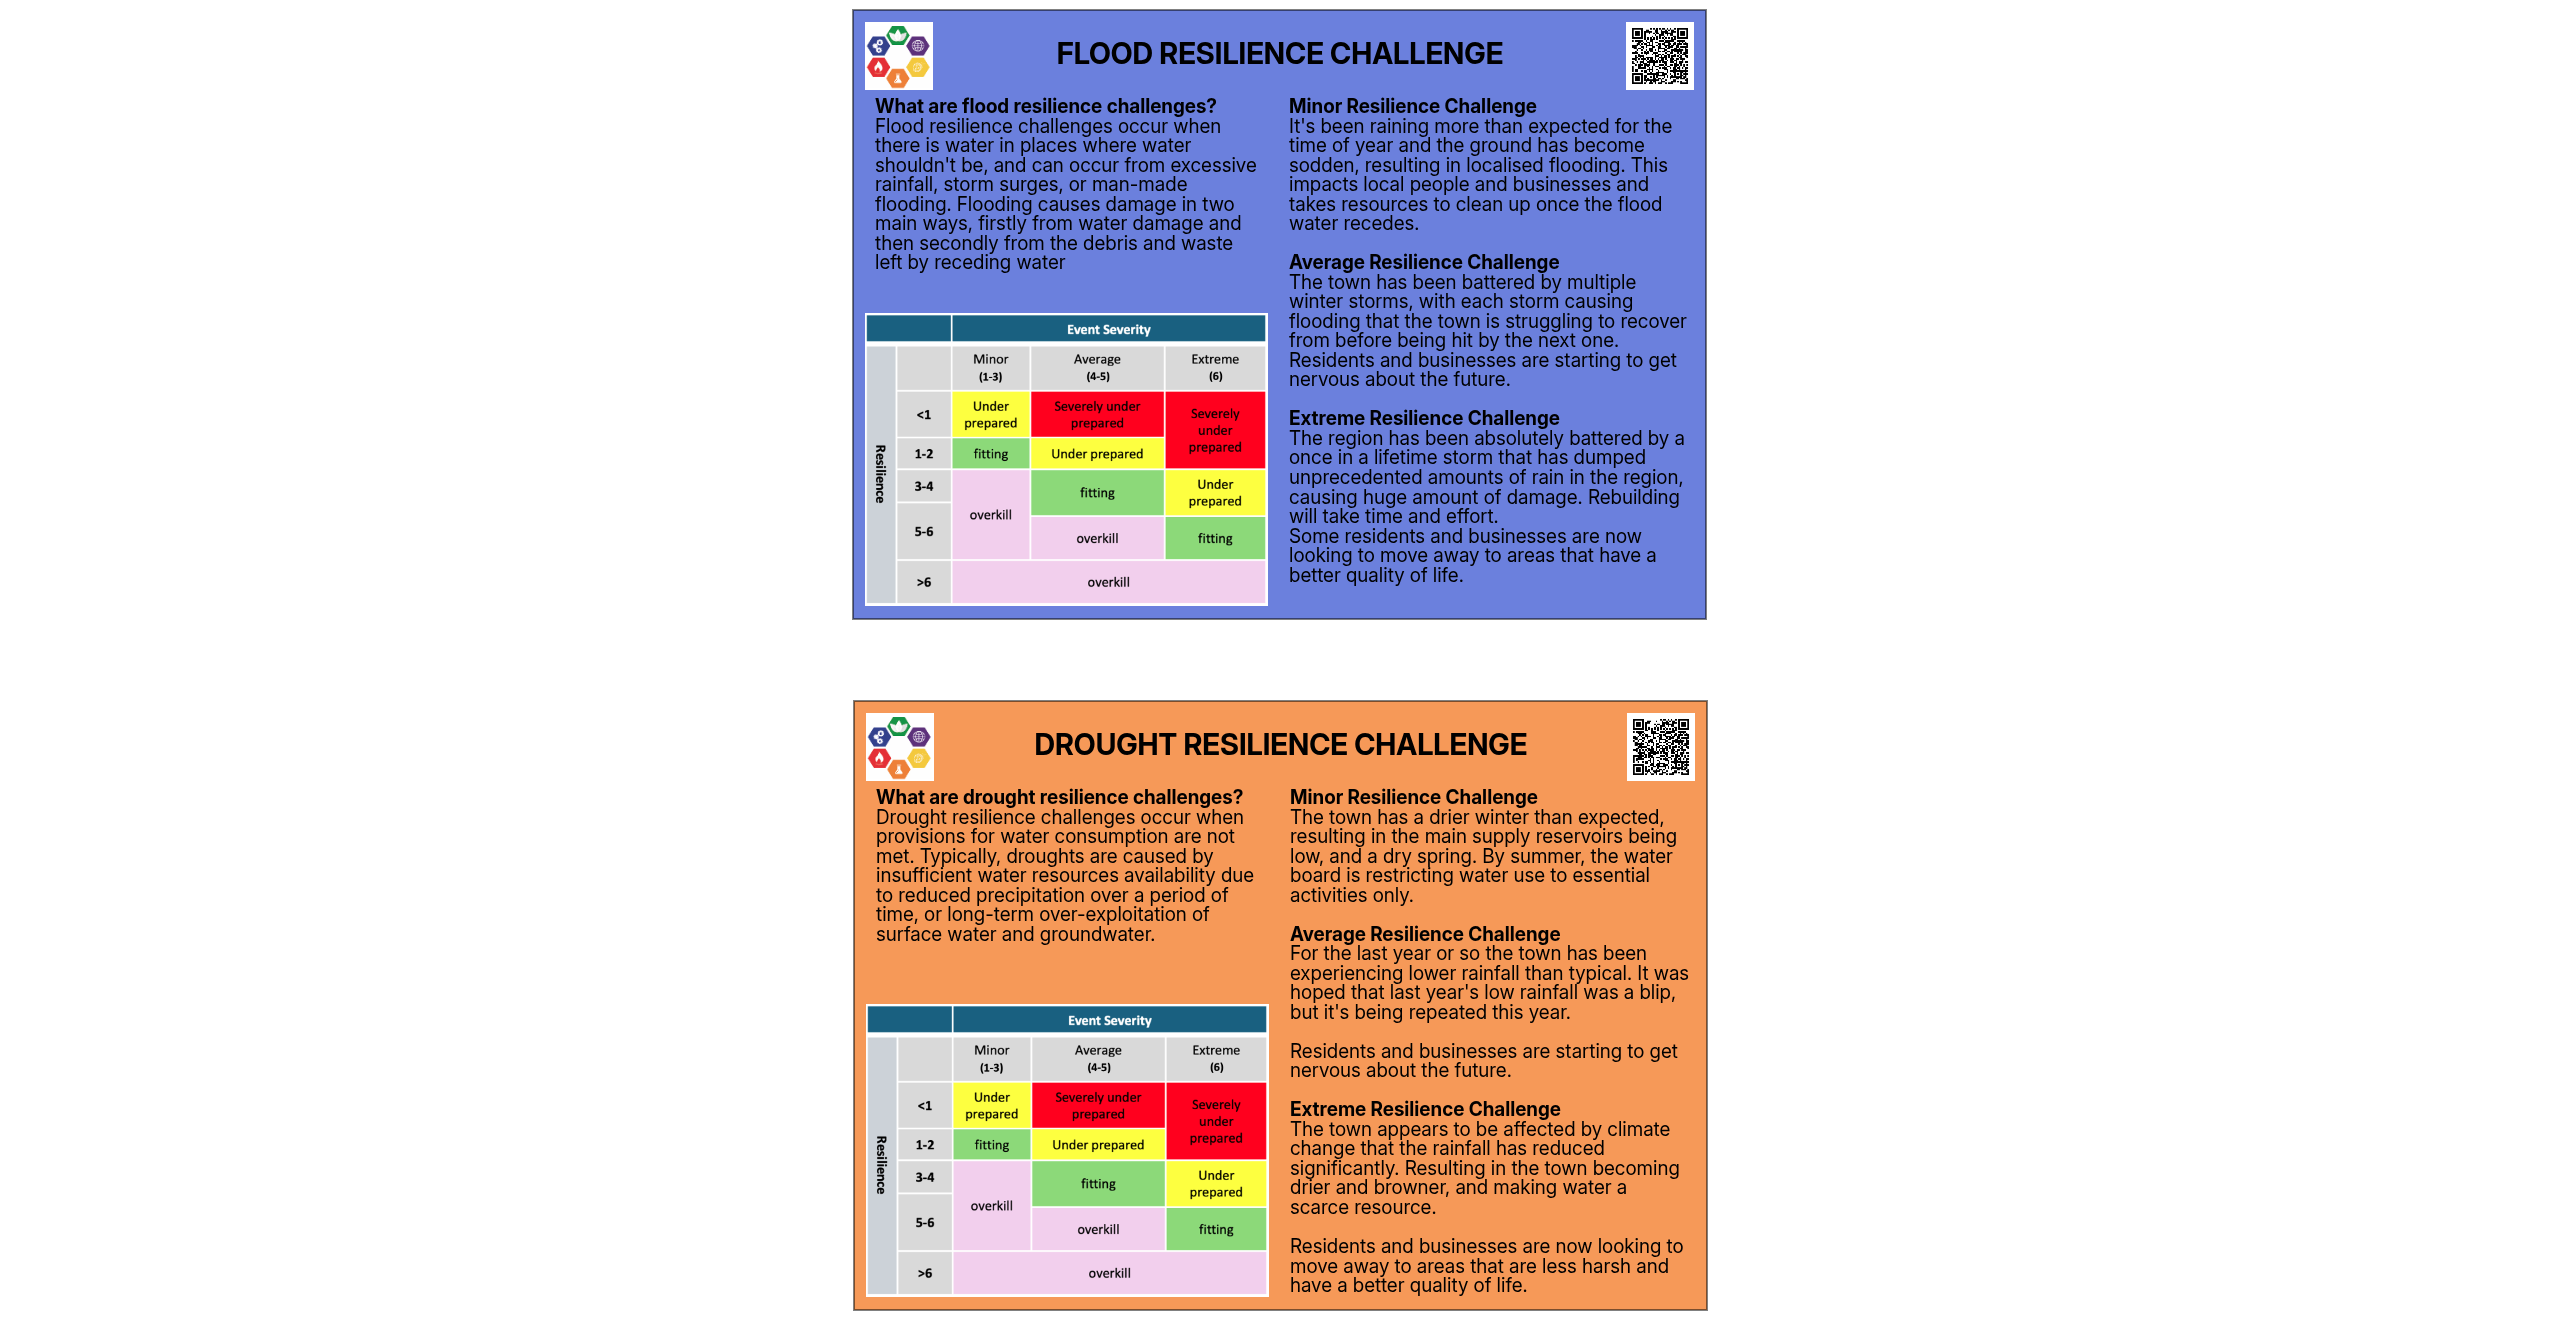 FLOOD RESILIENCE CHALLENGE
What are flood resilience challenges?
Flood resilience challenges occur when
there is water in places where water
shouldn't be, and can occur from excessive
rainfall, storm surges, or man-made
flooding. Flooding causes damage in two
main ways, firstly from water damage and
then secondly from the debris and waste
left by receding water
Event Severity
Minor
(1-3)
Average
(4-5)
Extreme
(6)
Resilience
<1
Under
prepared
Severely under
prepared
Severely
under
prepared
1-2
fitting
Under prepared
3-4
overkill
fitting
Under
prepared
5-6
overkill
fitting
>6
overkill
Minor Resilience Challenge
It's been raining more than expected for the
time of year and the ground has become
sodden, resulting in localised flooding. This
impacts local people and businesses and
takes resources to clean up once the flood
water recedes.
Average Resilience Challenge
The town has been battered by multiple
winter storms, with each storm causing
flooding that the town is struggling to recover
from before being hit by the next one.
Residents and businesses are starting to get
nervous about the future.
Extreme Resilience Challenge
The region has been absolutely battered by a
once in a lifetime storm that has dumped
unprecedented amounts of rain in the region,
causing huge amount of damage. Rebuilding
will take time and effort.
Some residents and businesses are now
looking to move away to areas that have a
better quality of life.
DROUGHT RESILIENCE CHALLENGE
What are drought resilience challenges?
Drought resilience challenges occur when
provisions for water consumption are not
met. Typically, droughts are caused by
insufficient water resources availability due
to reduced precipitation over a period of
time, or long-term over-exploitation of
surface water and groundwater.
Event Severity
Minor
(1-3)
Average
(4-5)
Extreme
(6)
Resilience
<1
Under
prepared
Severely under
prepared
Severely
under
prepared
1-2
fitting
Under prepared
3-4
overkill
fitting
Under
prepared
5-6
overkill
fitting
>6
overkill
Minor Resilience Challenge
The town has a drier winter than expected,
resulting in the main supply reservoirs being
low, and a dry spring. By summer, the water
board is restricting water use to essential
activities only.
Average Resilience Challenge
For the last year or so the town has been
experiencing lower rainfall than typical. It was
hoped that last year's low rainfall was a blip,
but it's being repeated this year.
Residents and businesses are starting to get
nervous about the future.
Extreme Resilience Challenge
The town appears to be affected by climate
change that the rainfall has reduced
significantly. Resulting in the town becoming
drier and browner, and making water a
scarce resource.
Residents and businesses are now looking to
move away to areas that are less harsh and
have a better quality of life.